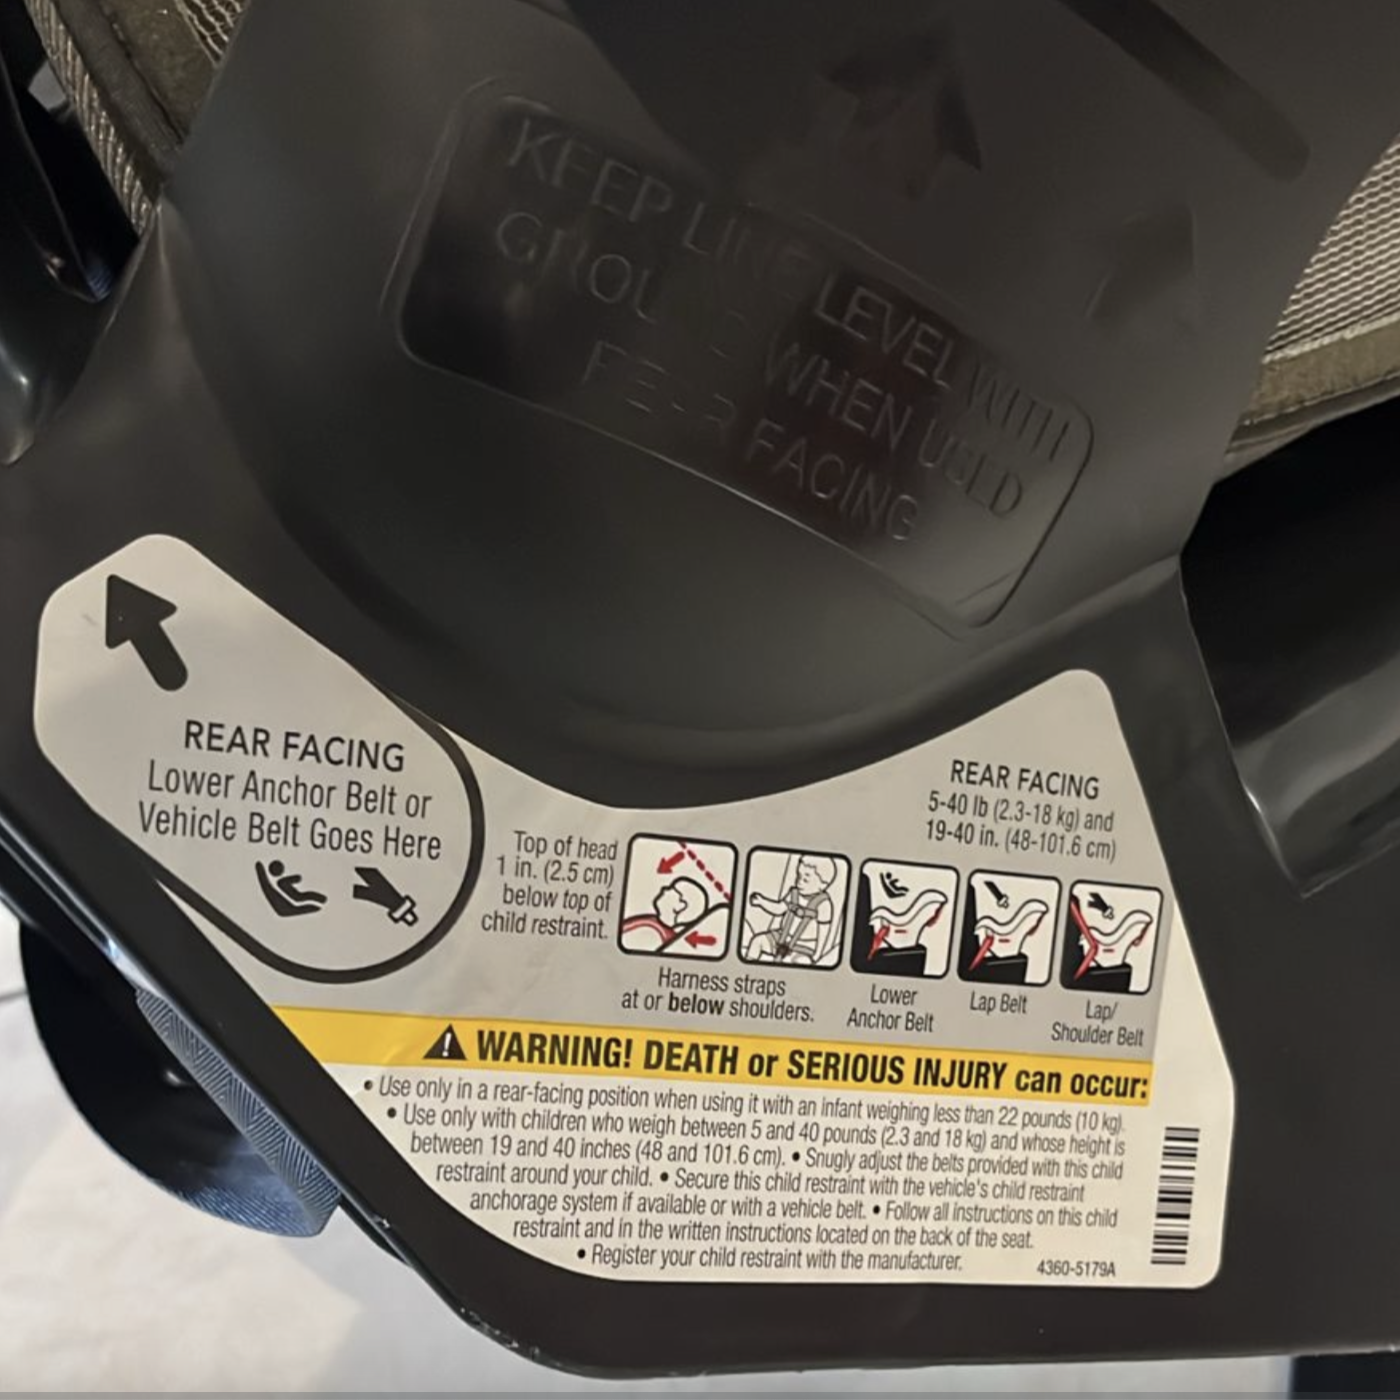 KEEP LINE LEVEL WITH
GROUND WHEN USED
REAR FACING
REAR FACING
Lower Anchor Belt or
Vehicle Belt Goes Here
REAR FACING
5-40 lb (2.3-18 kg) and
19-40 in. (48-101.6 cm)
Top of head
1 in. (2.5 cm)
below top of
child restraint.
Harness straps
at or below shoulders.
Lower
Anchor Belt
Lap Belt
Lap/
Shoulder Belt
WARNING! DEATH or SERIOUS INJURY can occur:
• Use only in a rear-facing position when using it with an infant weighing less than 22 pounds (10 kg).
• Use only with children who weigh between 5 and 40 pounds (2.3 and 18 kg) and whose height is
between 19 and 40 inches (48 and 101.6 cm). • Snugly adjust the belts provided with this child
restraint around your child. • Secure this child restraint with the vehicle's child restraint
anchorage system if available or with a vehicle belt. • Follow all instructions on this child
restraint and in the written instructions located on the back of the seat.
• Register your child restraint with the manufacturer.
4360-5179A